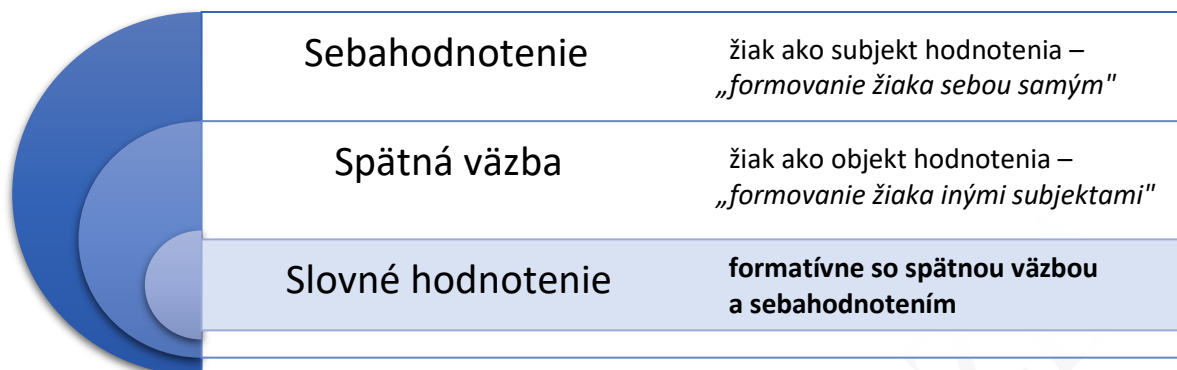 Sebahodnotenie
žiak ako subjekt hodnotenia –
„formovanie žiaka sebou samým"
Spätná väzba
žiak ako objekt hodnotenia –
„formovanie žiaka inými subjektami"
Slovné hodnotenie
formatívne so spätnou väzbou
a sebahodnotením